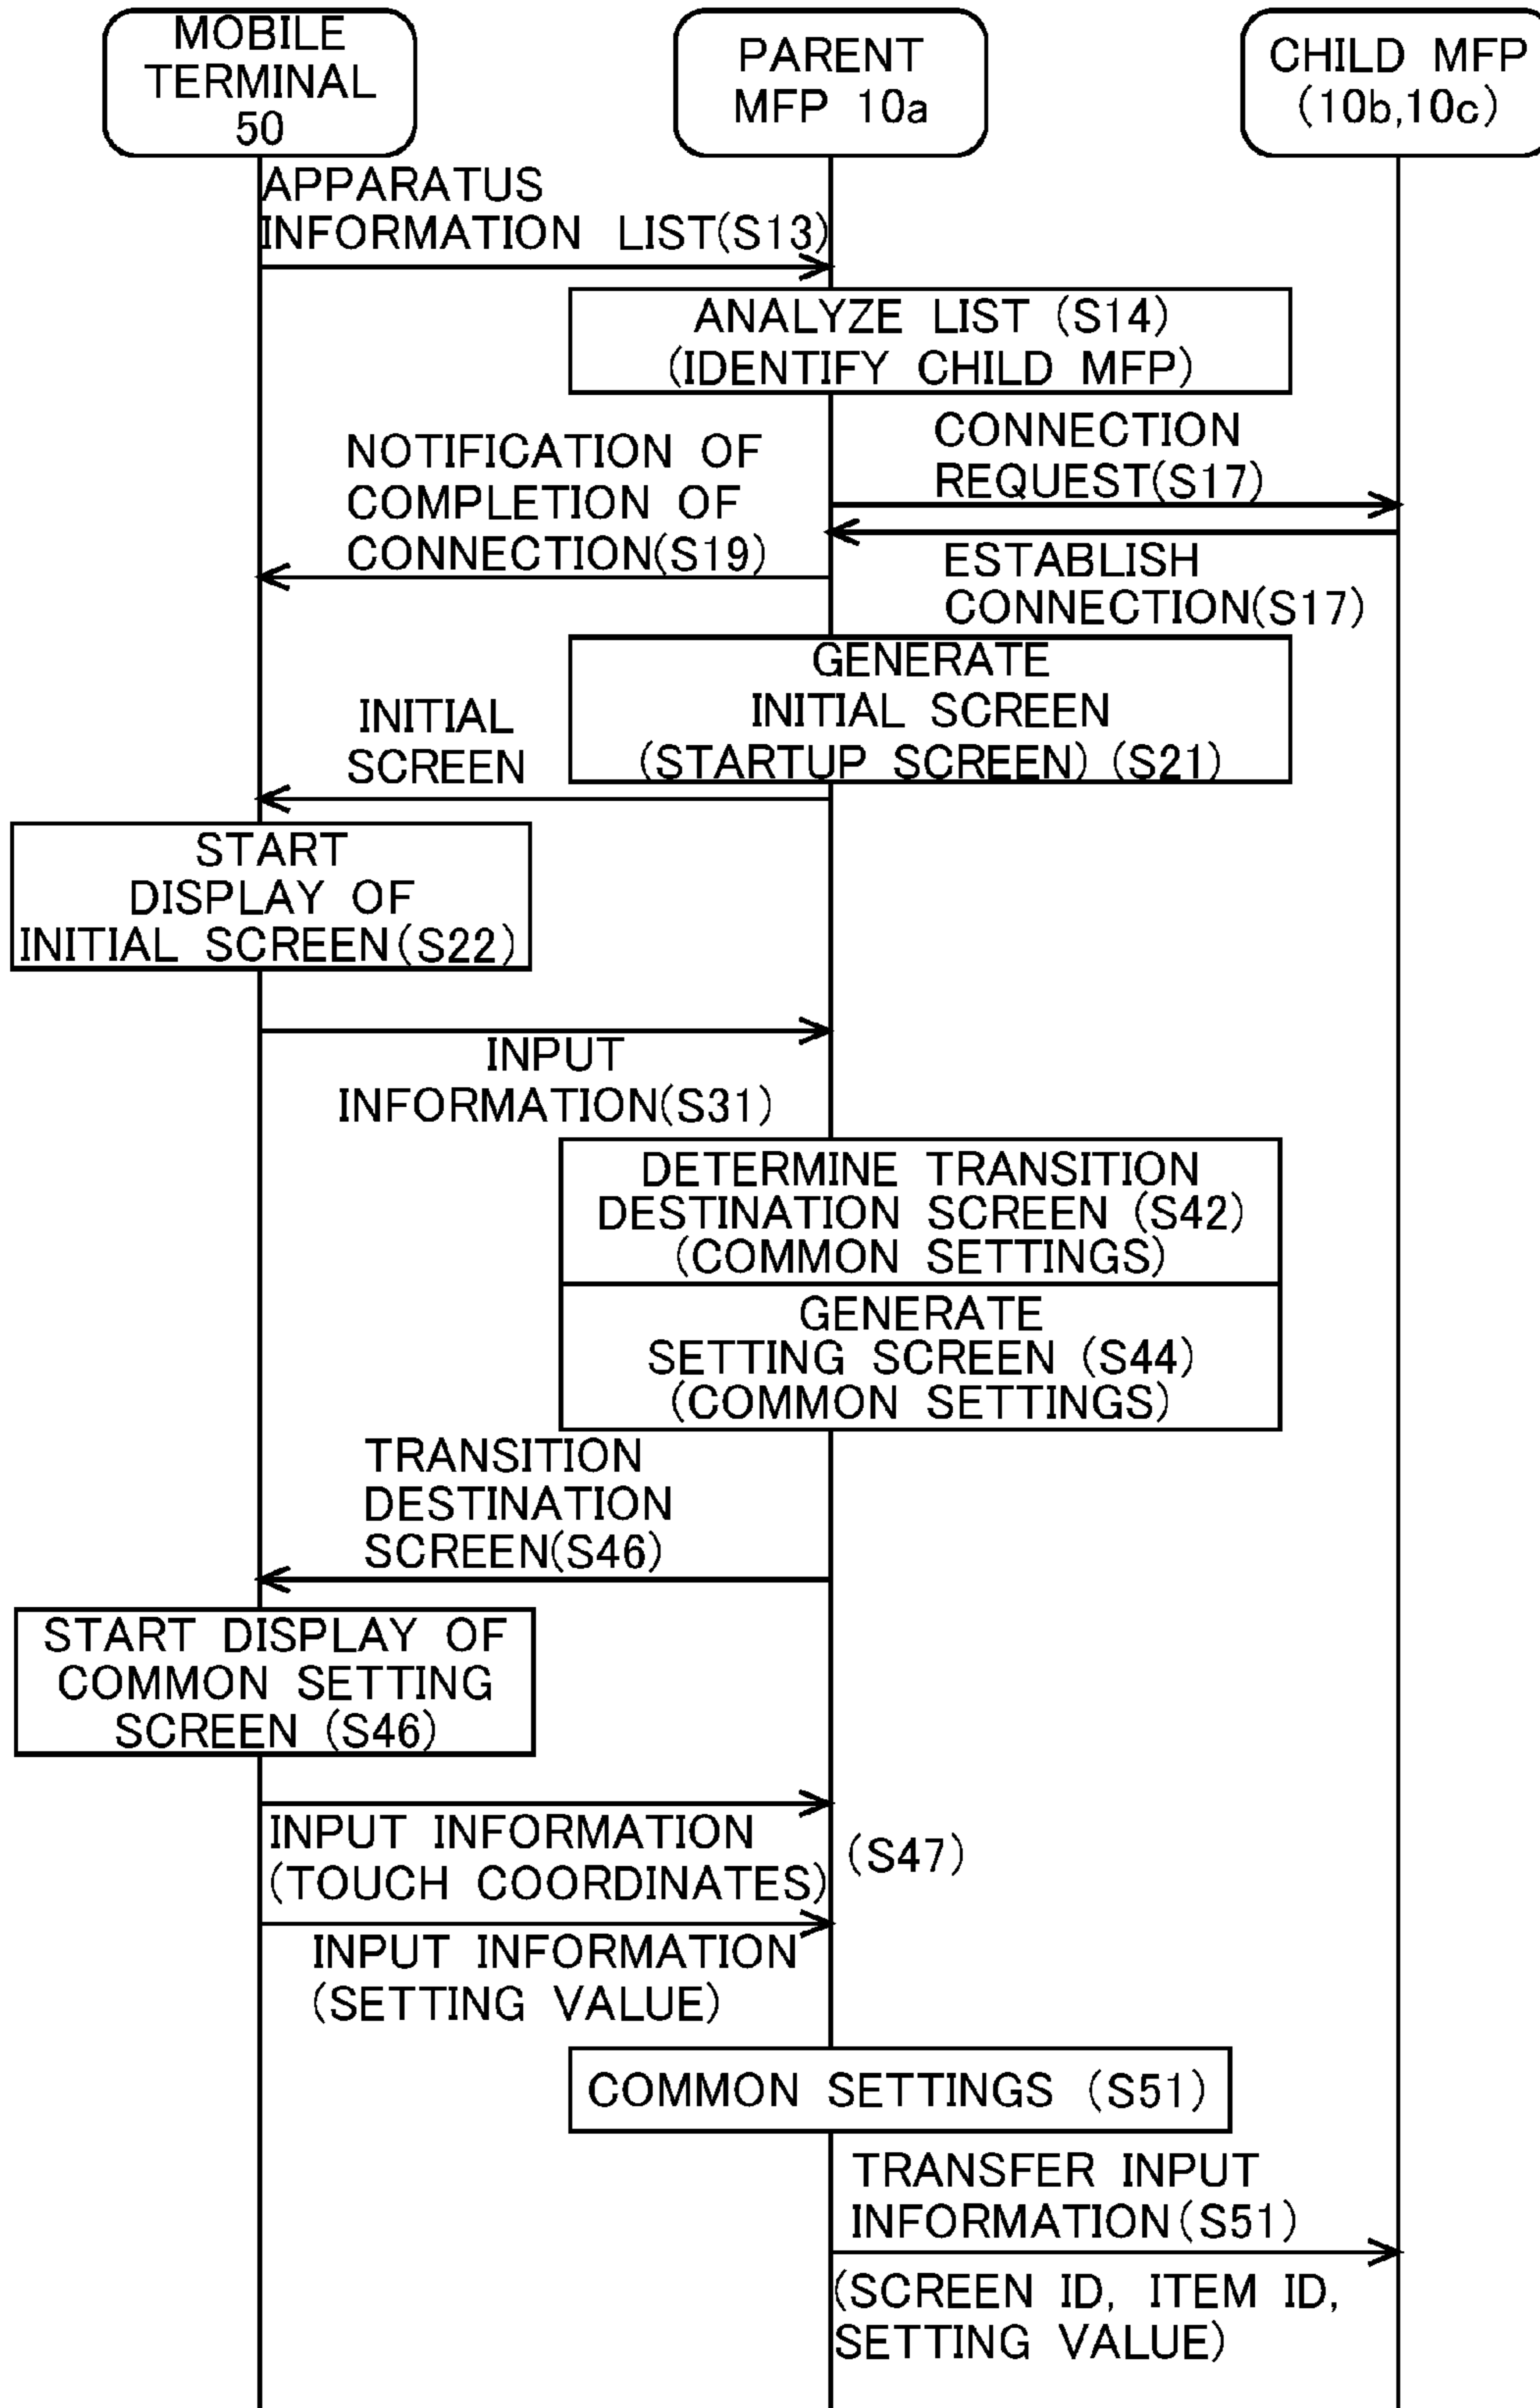 MOBILE
TERMINAL
50
PARENT
MFP 10a
CHILD MFP
(10b,10c)
APPARATUS
INFORMATION LIST(S13)
ANALYZE LIST (S14)
(IDENTIFY CHILD MFP)
CONNECTION
REQUEST(S17)
NOTIFICATION OF
COMPLETION OF
CONNECTION(S19)
ESTABLISH
CONNECTION(S17)
GENERATE
INITIAL SCREEN
(STARTUP SCREEN) (S21)
INITIAL
SCREEN
START
DISPLAY OF
INITIAL SCREEN(S22)
INPUT
INFORMATION(S31)
DETERMINE TRANSITION
DESTINATION SCREEN (S42)
(COMMON SETTINGS)
GENERATE
SETTING SCREEN (S44)
(COMMON SETTINGS)
TRANSITION
DESTINATION
SCREEN(S46)
START DISPLAY OF
COMMON SETTING
SCREEN (S46)
INPUT INFORMATION
(TOUCH COORDINATES)
(S47)
INPUT INFORMATION
(SETTING VALUE)
COMMON SETTINGS (S51)
TRANSFER INPUT
INFORMATION(S51)
(SCREEN ID, ITEM ID,
SETTING VALUE)